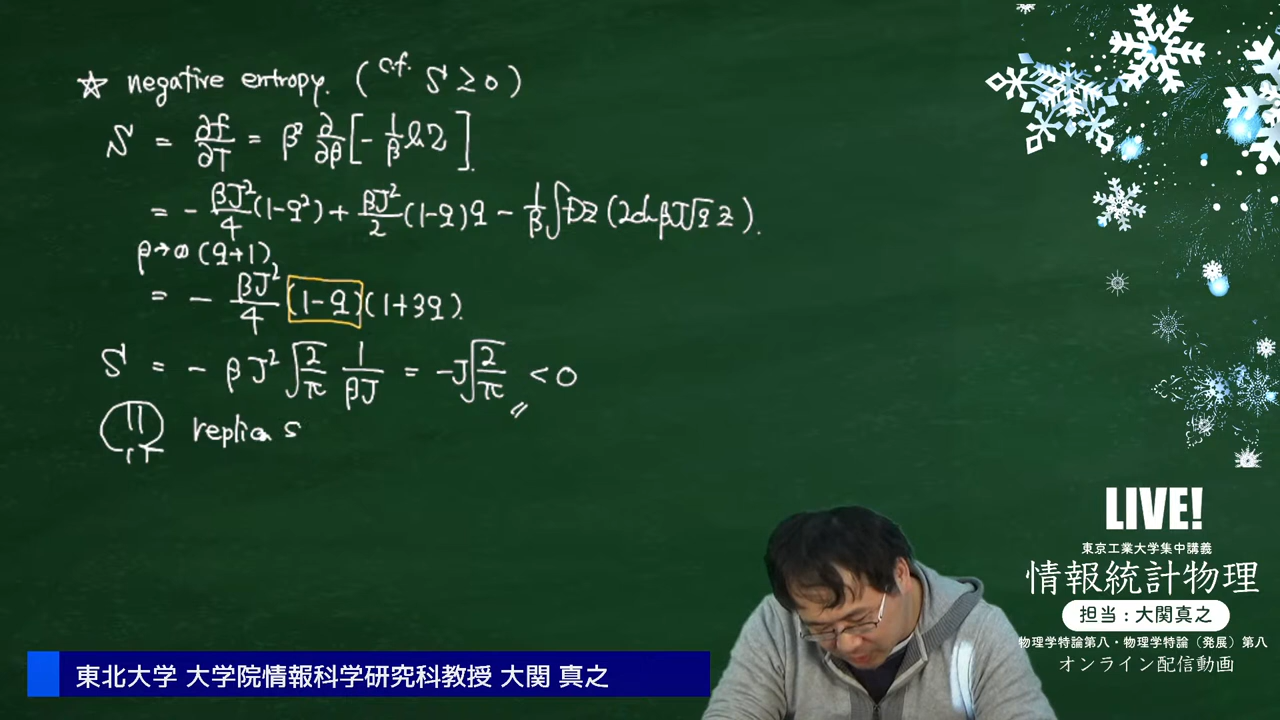 ☆ negative entropy. (c.f. S ≥ 0)
S = ∂f/∂T = β² ∂/∂β [ - 1/β ln Z ].
= - βJ²/4 (1-q²) + βJ²/2 (1-q)q - 1/β ∫Dz (2ch βJ√q z).
β→∞ (q→1)
= - βJ²/4 (1-q)(1+3q).
S = - βJ² √(2/π) 1/βJ = -J√(2/π) < 0
replica s
LIVE!
東京工業大学集中講義
情報統計物理
担当:大関真之
物理学特論第八・物理学特論(発展)第八
オンライン配信動画
東北大学 大学院情報科学研究科教授 大関 真之